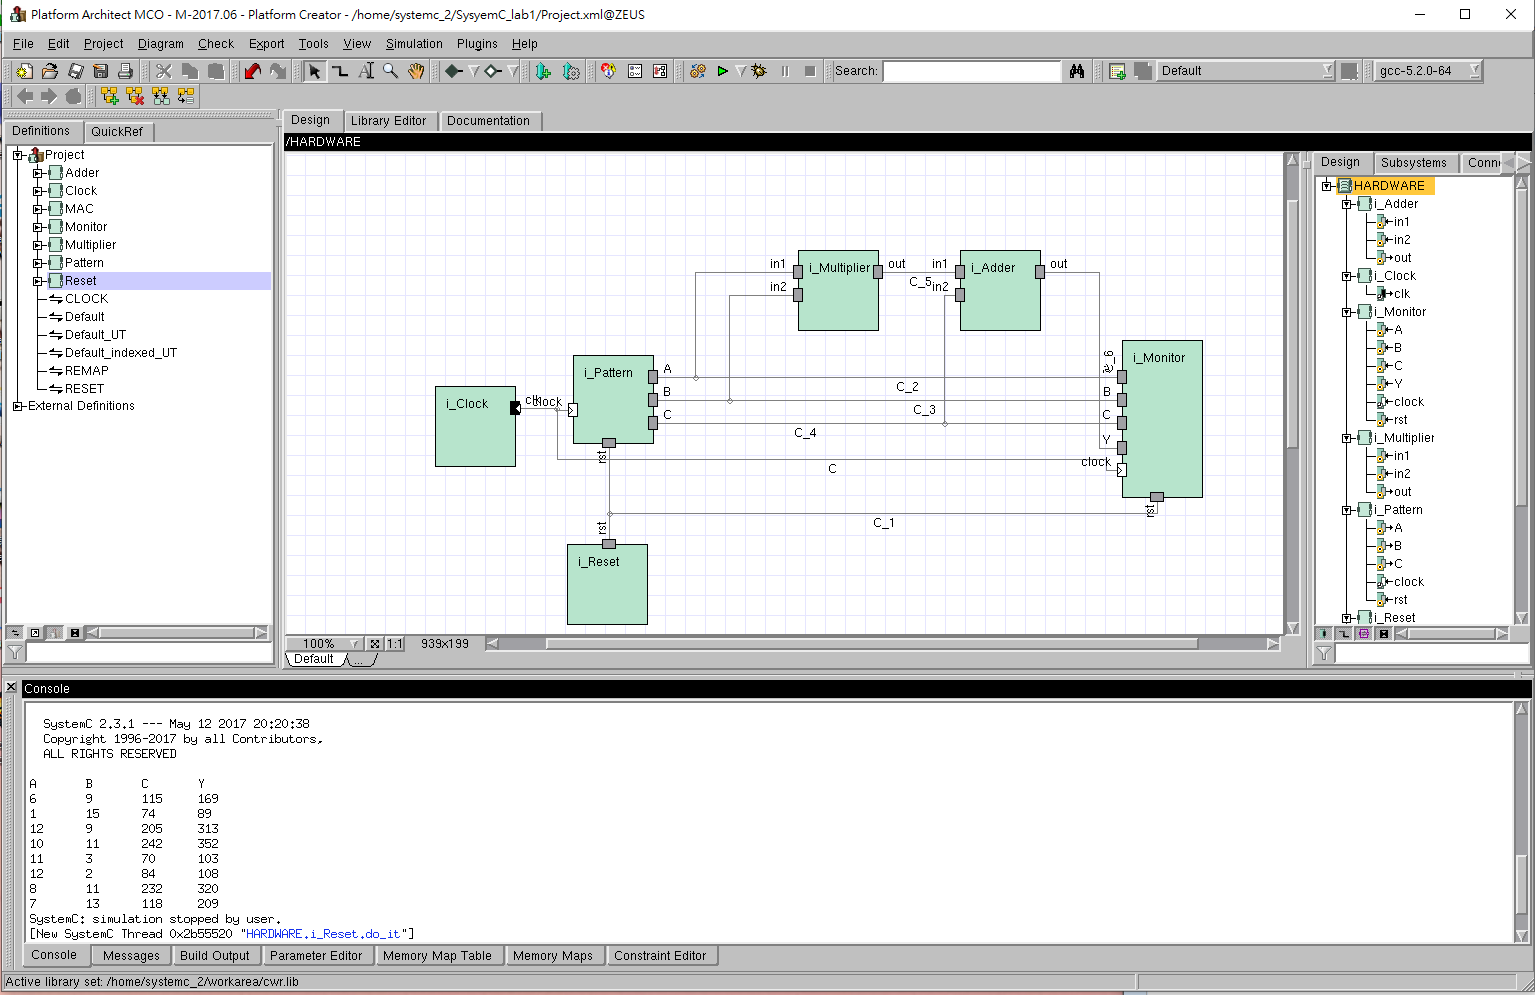 Platform Architect MCO - M-2017.06 - Platform Creator - /home/systemc_2/SysyemC_lab1/Project.xml@ZEUS
File Edit Project Diagram Check Export Tools View Simulation Plugins Help
Search: Default gcc-5.2.0-64
Definitions QuickRef
Project
Adder
Clock
MAC
Monitor
Multiplier
Pattern
Reset
CLOCK
Default
Default_UT
Default_indexed_UT
REMAP
RESET
External Definitions
Design Library Editor Documentation
/HARDWARE
in1 i_Multiplier out in1 i_Adder out
in2 C_5 in2
i_Monitor
i_Pattern A
C_2
B B
C_3
C C
C_4
Y
i_Clock clk clock
clock
C
rst
C_1
rst
rst
i_Reset
100% 1:1 939x199
Default ...
Design Subsystems Conn
HARDWARE
i_Adder
in1
in2
out
i_Clock
clk
i_Monitor
A
B
C
Y
clock
rst
i_Multiplier
in1
in2
out
i_Pattern
A
B
C
clock
rst
i_Reset
Console
SystemC 2.3.1 --- May 12 2017 20:20:38
Copyright 1996-2017 by all Contributors.
ALL RIGHTS RESERVED
A B C Y
6 9 115 169
1 15 74 89
12 9 205 313
10 11 242 352
11 3 70 103
12 2 84 108
8 11 232 320
7 13 118 209
SystemC: simulation stopped by user.
[New SystemC Thread 0x2b55520 "HARDWARE.i_Reset.do_it"]
Console Messages Build Output Parameter Editor Memory Map Table Memory Maps Constraint Editor
Active library set: /home/systemc_2/workarea/cwr.lib